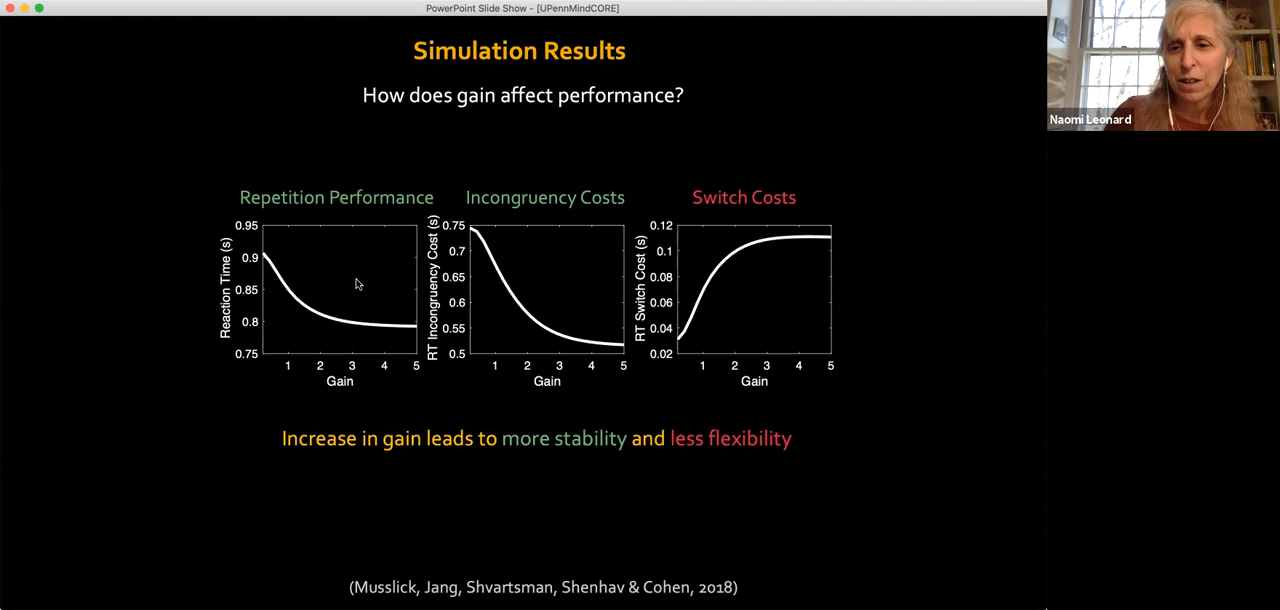 PowerPoint Slide Show - [UPennMindCORE]
Simulation Results
How does gain affect performance?
Naomi Leonard
Repetition Performance
Incongruency Costs
Switch Costs
Reaction Time (s)
0.95
0.9
0.85
0.8
0.75
1 2 3 4 5
Gain
RT Incongruency Cost (s)
0.75
0.7
0.65
0.6
0.55
0.5
1 2 3 4 5
Gain
RT Switch Cost (s)
0.12
0.1
0.08
0.06
0.04
0.02
1 2 3 4 5
Gain
Increase in gain leads to more stability and less flexibility
(Musslick, Jang, Shvartsman, Shenhav & Cohen, 2018)